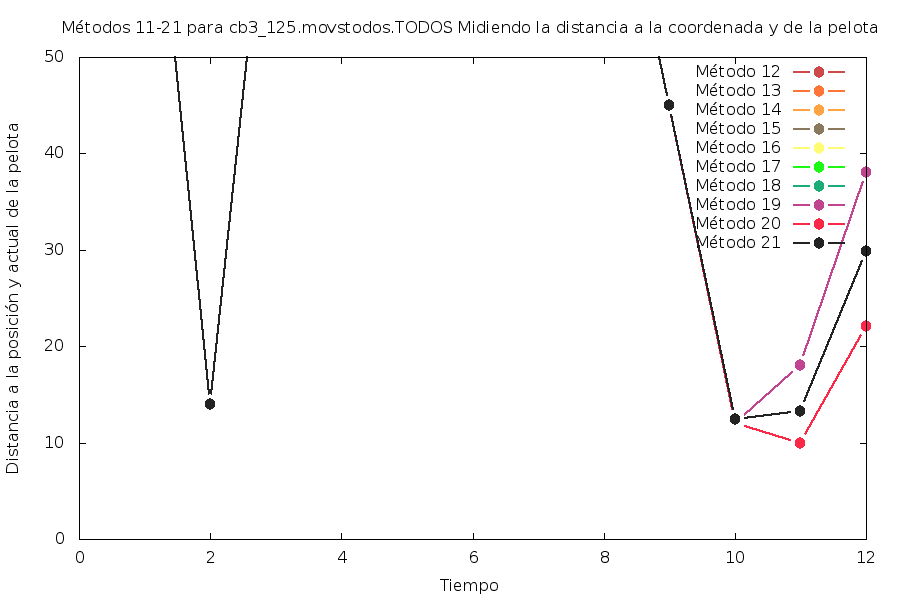 Métodos 11-21 para cb3_125.movstodos.TODOS Midiendo la distancia a la coordenada y de la pelota
Distancia a la posición y actual de la pelota
50
40
30
20
10
0
Método 12
Método 13
Método 14
Método 15
Método 16
Método 17
Método 18
Método 19
Método 20
Método 21
0 2 4 6 8 10 12
Tiempo